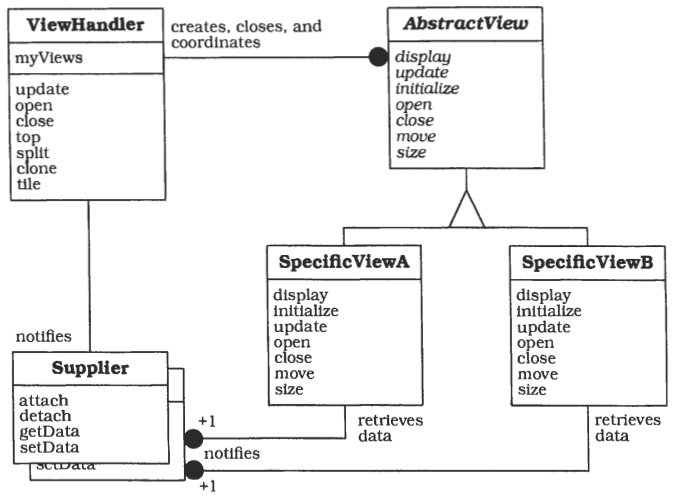 ViewHandler
myViews
update
open
close
top
split
clone
tile
creates, closes, and
coordinates
AbstractView
display
update
initialize
open
close
move
size
SpecificViewA
display
initialize
update
open
close
move
size
SpecificViewB
display
initialize
update
open
close
move
size
notifies
Supplier
attach
detach
getData
setData
setData
+1
notifies
+1
retrieves
data
retrieves
data